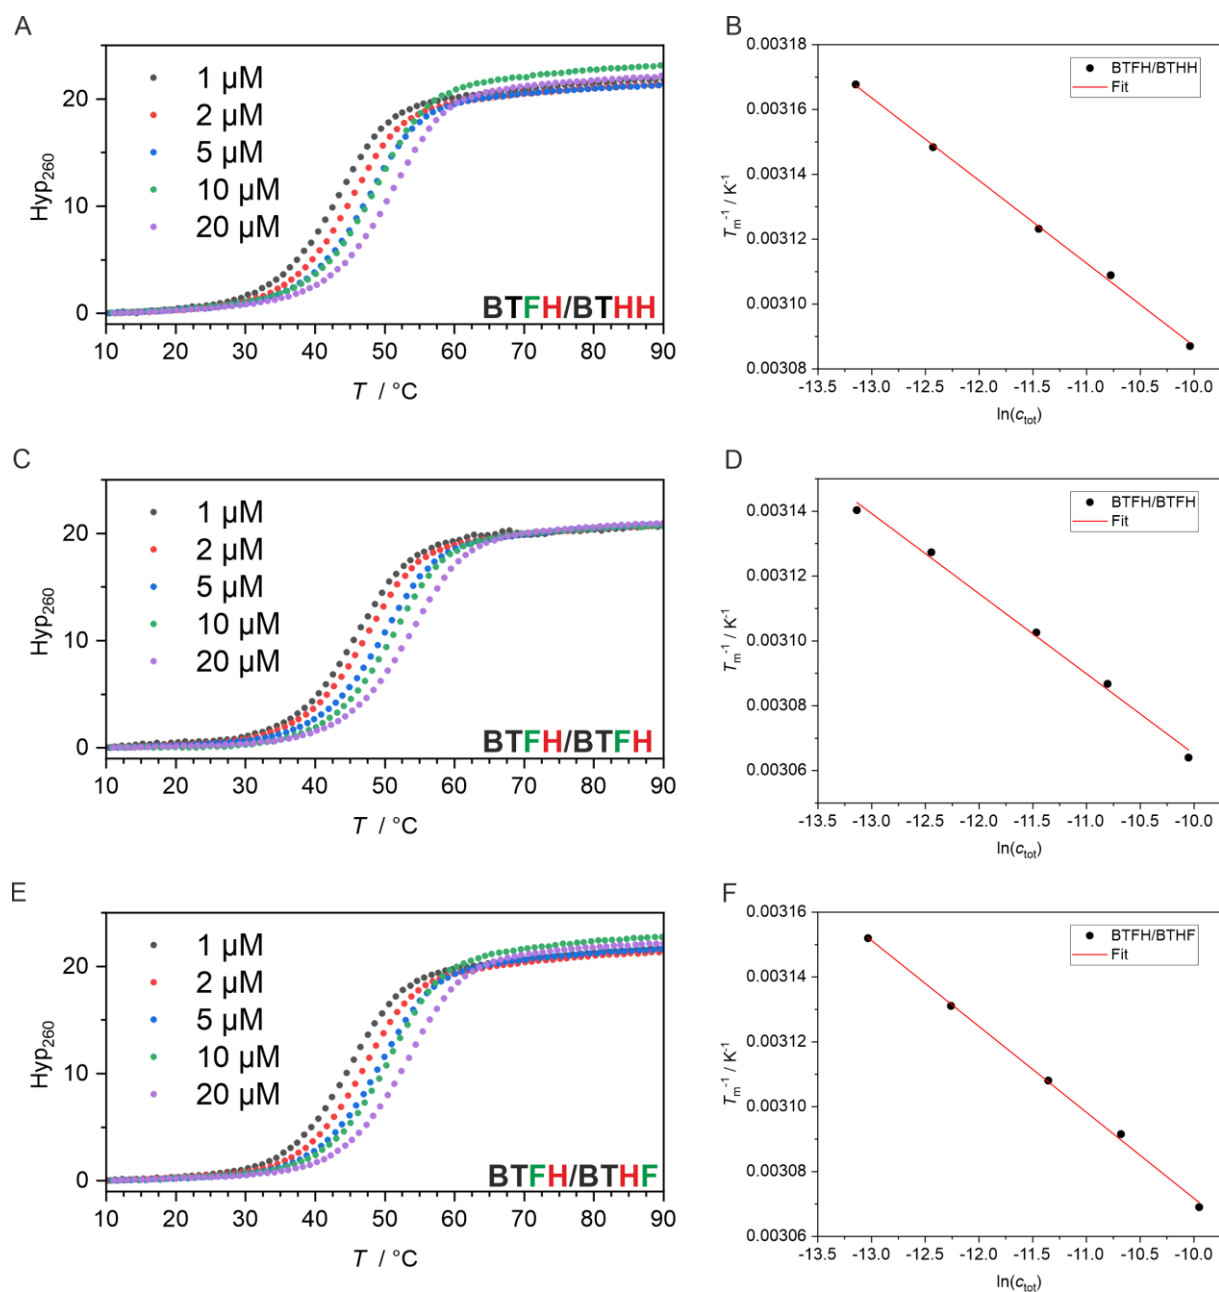 A
Hyp₂₆₀
20
10
0
1 µM
2 µM
5 µM
10 µM
20 µM
BTFH/BTHH
10 20 30 40 50 60 70 80 90
T / °C
B
Tₘ⁻¹ / K⁻¹
0.00318
0.00316
0.00314
0.00312
0.00310
0.00308
BTFH/BTHH
Fit
-13.5 -13.0 -12.5 -12.0 -11.5 -11.0 -10.5 -10.0
ln(cₜₒₜ)
C
Hyp₂₆₀
20
10
0
1 µM
2 µM
5 µM
10 µM
20 µM
BTFH/BTFH
10 20 30 40 50 60 70 80 90
T / °C
D
Tₘ⁻¹ / K⁻¹
0.00314
0.00312
0.00310
0.00308
0.00306
BTFH/BTFH
Fit
-13.5 -13.0 -12.5 -12.0 -11.5 -11.0 -10.5 -10.0
ln(cₜₒₜ)
E
Hyp₂₆₀
20
10
0
1 µM
2 µM
5 µM
10 µM
20 µM
BTFH/BTHF
10 20 30 40 50 60 70 80 90
T / °C
F
Tₘ⁻¹ / K⁻¹
0.00316
0.00314
0.00312
0.00310
0.00308
0.00306
BTFH/BTHF
Fit
-13.5 -13.0 -12.5 -12.0 -11.5 -11.0 -10.5 -10.0
ln(cₜₒₜ)